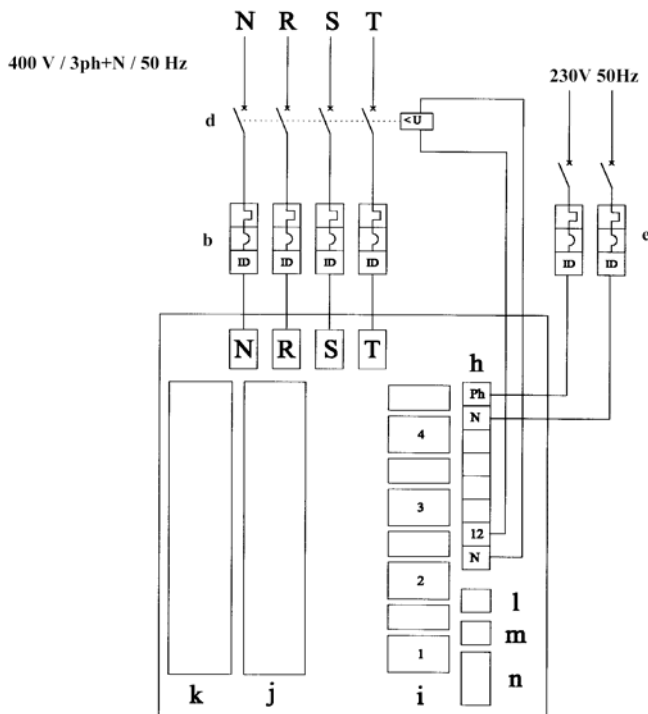 N R S T
400 V / 3ph+N / 50 Hz
230V 50Hz
d
< U
b
ID ID ID ID
ID ID
e
N R S T
h
Ph
N
4
3
12
N
2
l
m
1
n
k j i